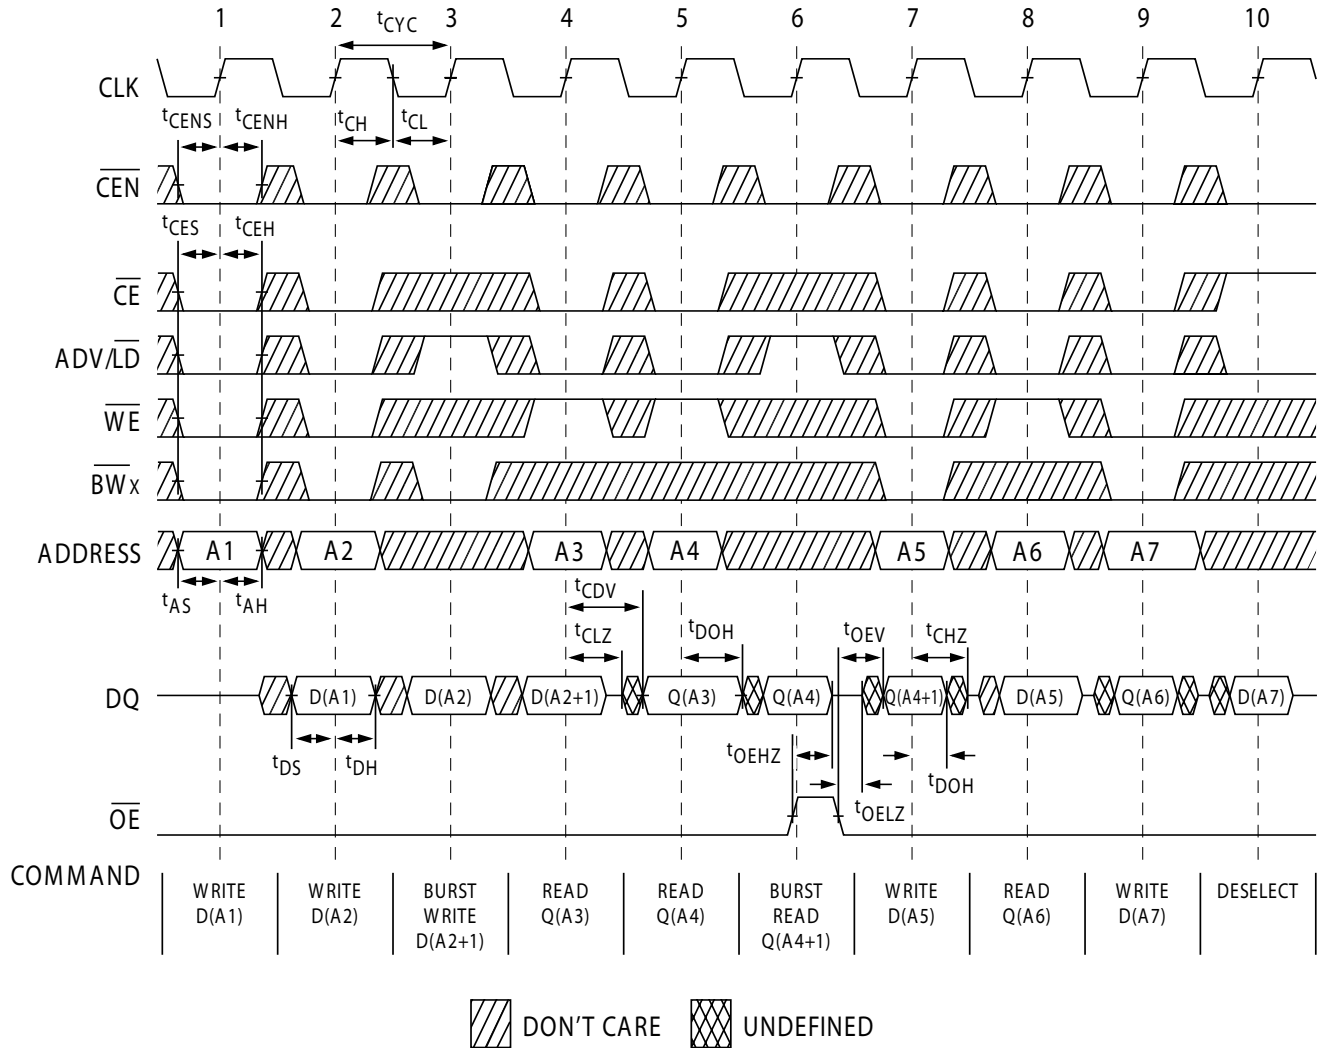 1 2 tCYC 3 4 5 6 7 8 9 10
CLK
tCENS tCENH tCH tCL
CEN
tCES tCEH
CE
ADV/LD
WE
BWx
ADDRESS A1 A2 A3 A4 A5 A6 A7
tAS tAH tCDV
tCLZ tDOH tOEV tCHZ
DQ D(A1) D(A2) D(A2+1) Q(A3) Q(A4) Q(A4+1) D(A5) Q(A6) D(A7)
tDS tDH tOEHZ tDOH
OE tOELZ
COMMAND
WRITE WRITE BURST READ READ BURST WRITE READ WRITE DESELECT
D(A1) D(A2) WRITE Q(A3) Q(A4) READ D(A5) Q(A6) D(A7)
D(A2+1) Q(A4+1)
DON'T CARE UNDEFINED